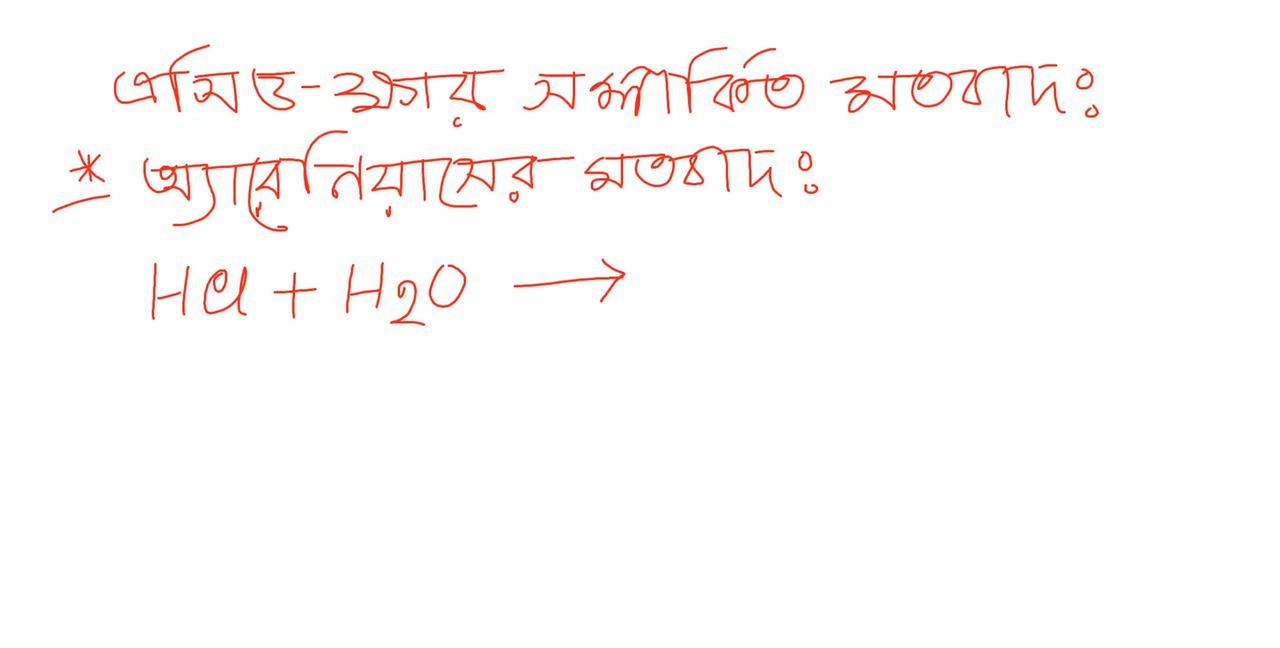 এসিড-ক্ষার সম্পর্কিত মতবাদঃ
* অ্যারেনিয়াসের মতবাদঃ
HCl + H2O ⟶